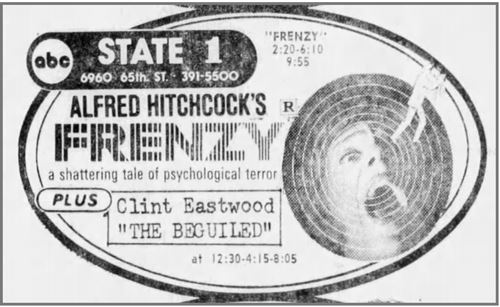 abc
STATE 1
6960 65th. ST. · 391-5500
"FRENZY"
2:20-6:10
9:55
ALFRED HITCHCOCK'S
R
FRENZY
a shattering tale of psychological terror
PLUS
Clint Eastwood
"THE BEGUILED"
at 12:30-4:15-8:05